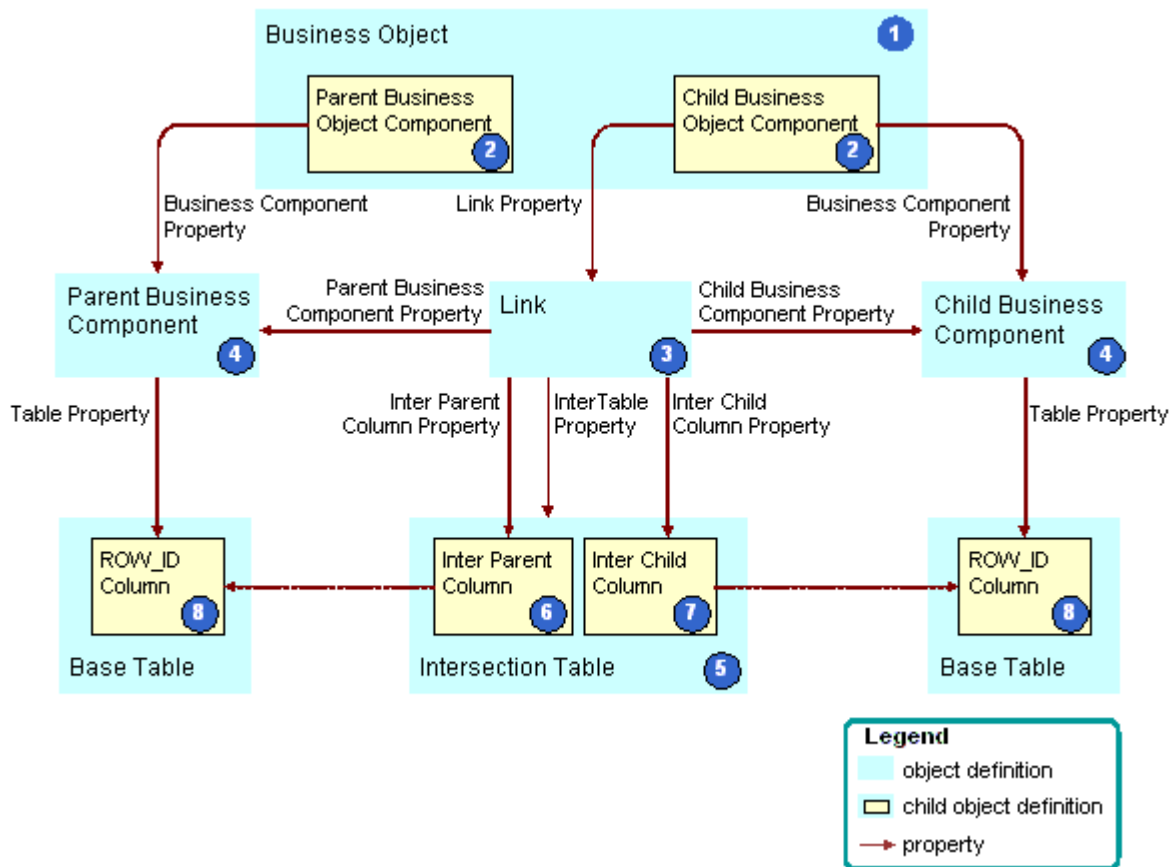 Business Object
1
Parent Business
Object Component
2
Child Business
Object Component
2
Business Component
Property
Link Property
Business Component
Property
Parent Business
Component
4
Parent Business
Component Property
Link
3
Child Business
Component Property
Child Business
Component
4
Table Property
Inter Parent
Column Property
InterTable
Property
Inter Child
Column Property
Table Property
ROW_ID
Column
8
Base Table
Inter Parent
Column
6
Inter Child
Column
7
Intersection Table
5
ROW_ID
Column
8
Base Table
Legend
object definition
child object definition
property